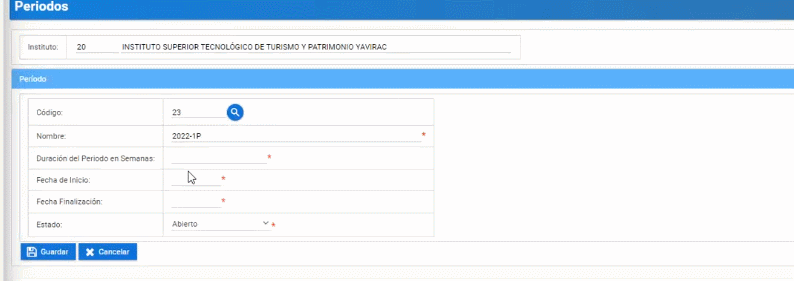 Periodos
Instituto: 20 INSTITUTO SUPERIOR TECNOLÓGICO DE TURISMO Y PATRIMONIO YAVIRAC
Período
Código: 23
Nombre: 2022-1P *
Duración del Periodo en Semanas: *
Fecha de Inicio: *
Fecha Finalización: *
Estado: Abierto *
Guardar Cancelar